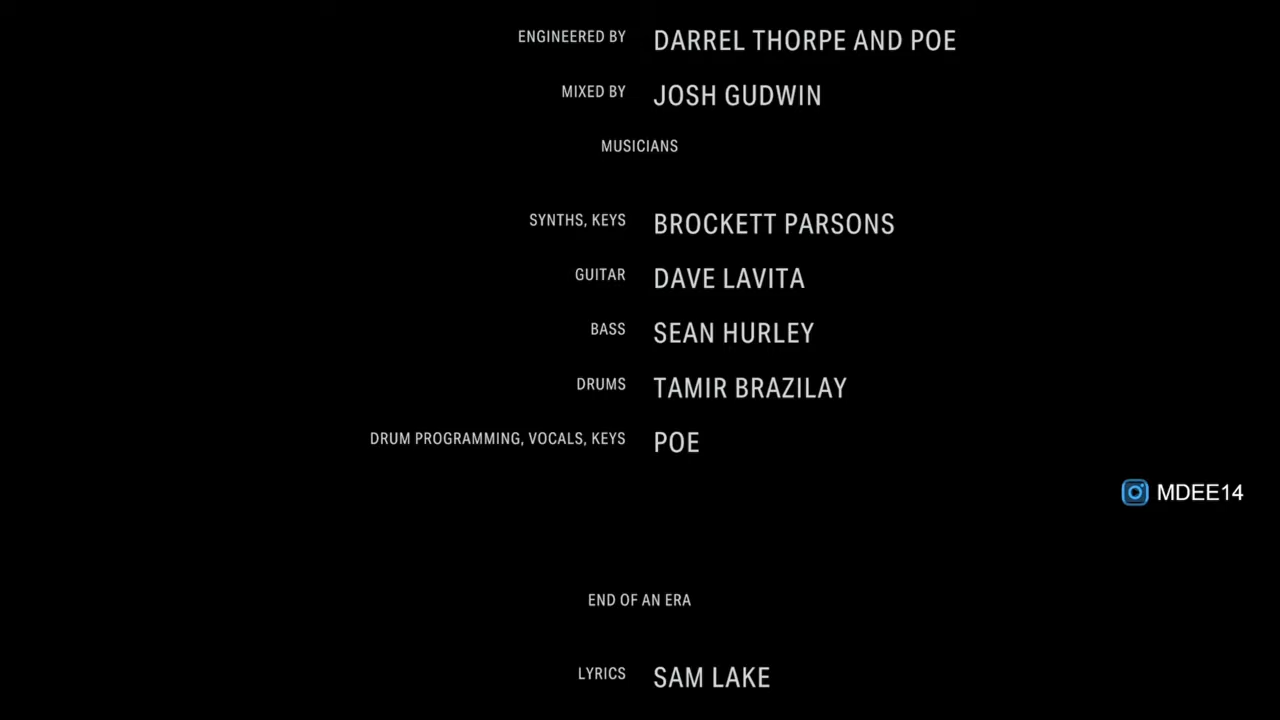 ENGINEERED BY DARREL THORPE AND POE
MIXED BY JOSH GUDWIN
MUSICIANS
SYNTHS, KEYS BROCKETT PARSONS
GUITAR DAVE LAVITA
BASS SEAN HURLEY
DRUMS TAMIR BRAZILAY
DRUM PROGRAMMING, VOCALS, KEYS POE
MDEE14
END OF AN ERA
LYRICS SAM LAKE